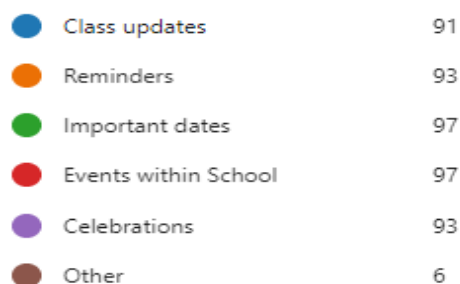 Class updates 91
Reminders 93
Important dates 97
Events within School 97
Celebrations 93
Other 6